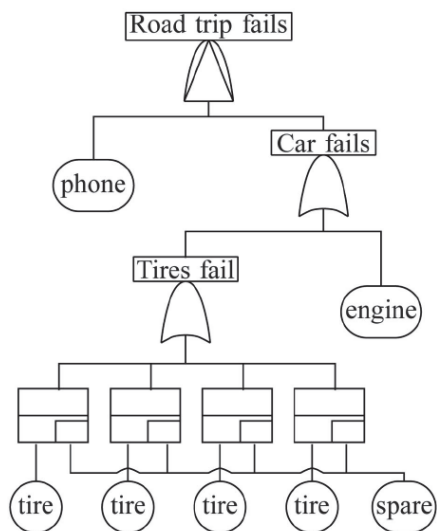 Road trip fails
Car fails
phone
Tires fail
engine
tire
tire
tire
tire
spare